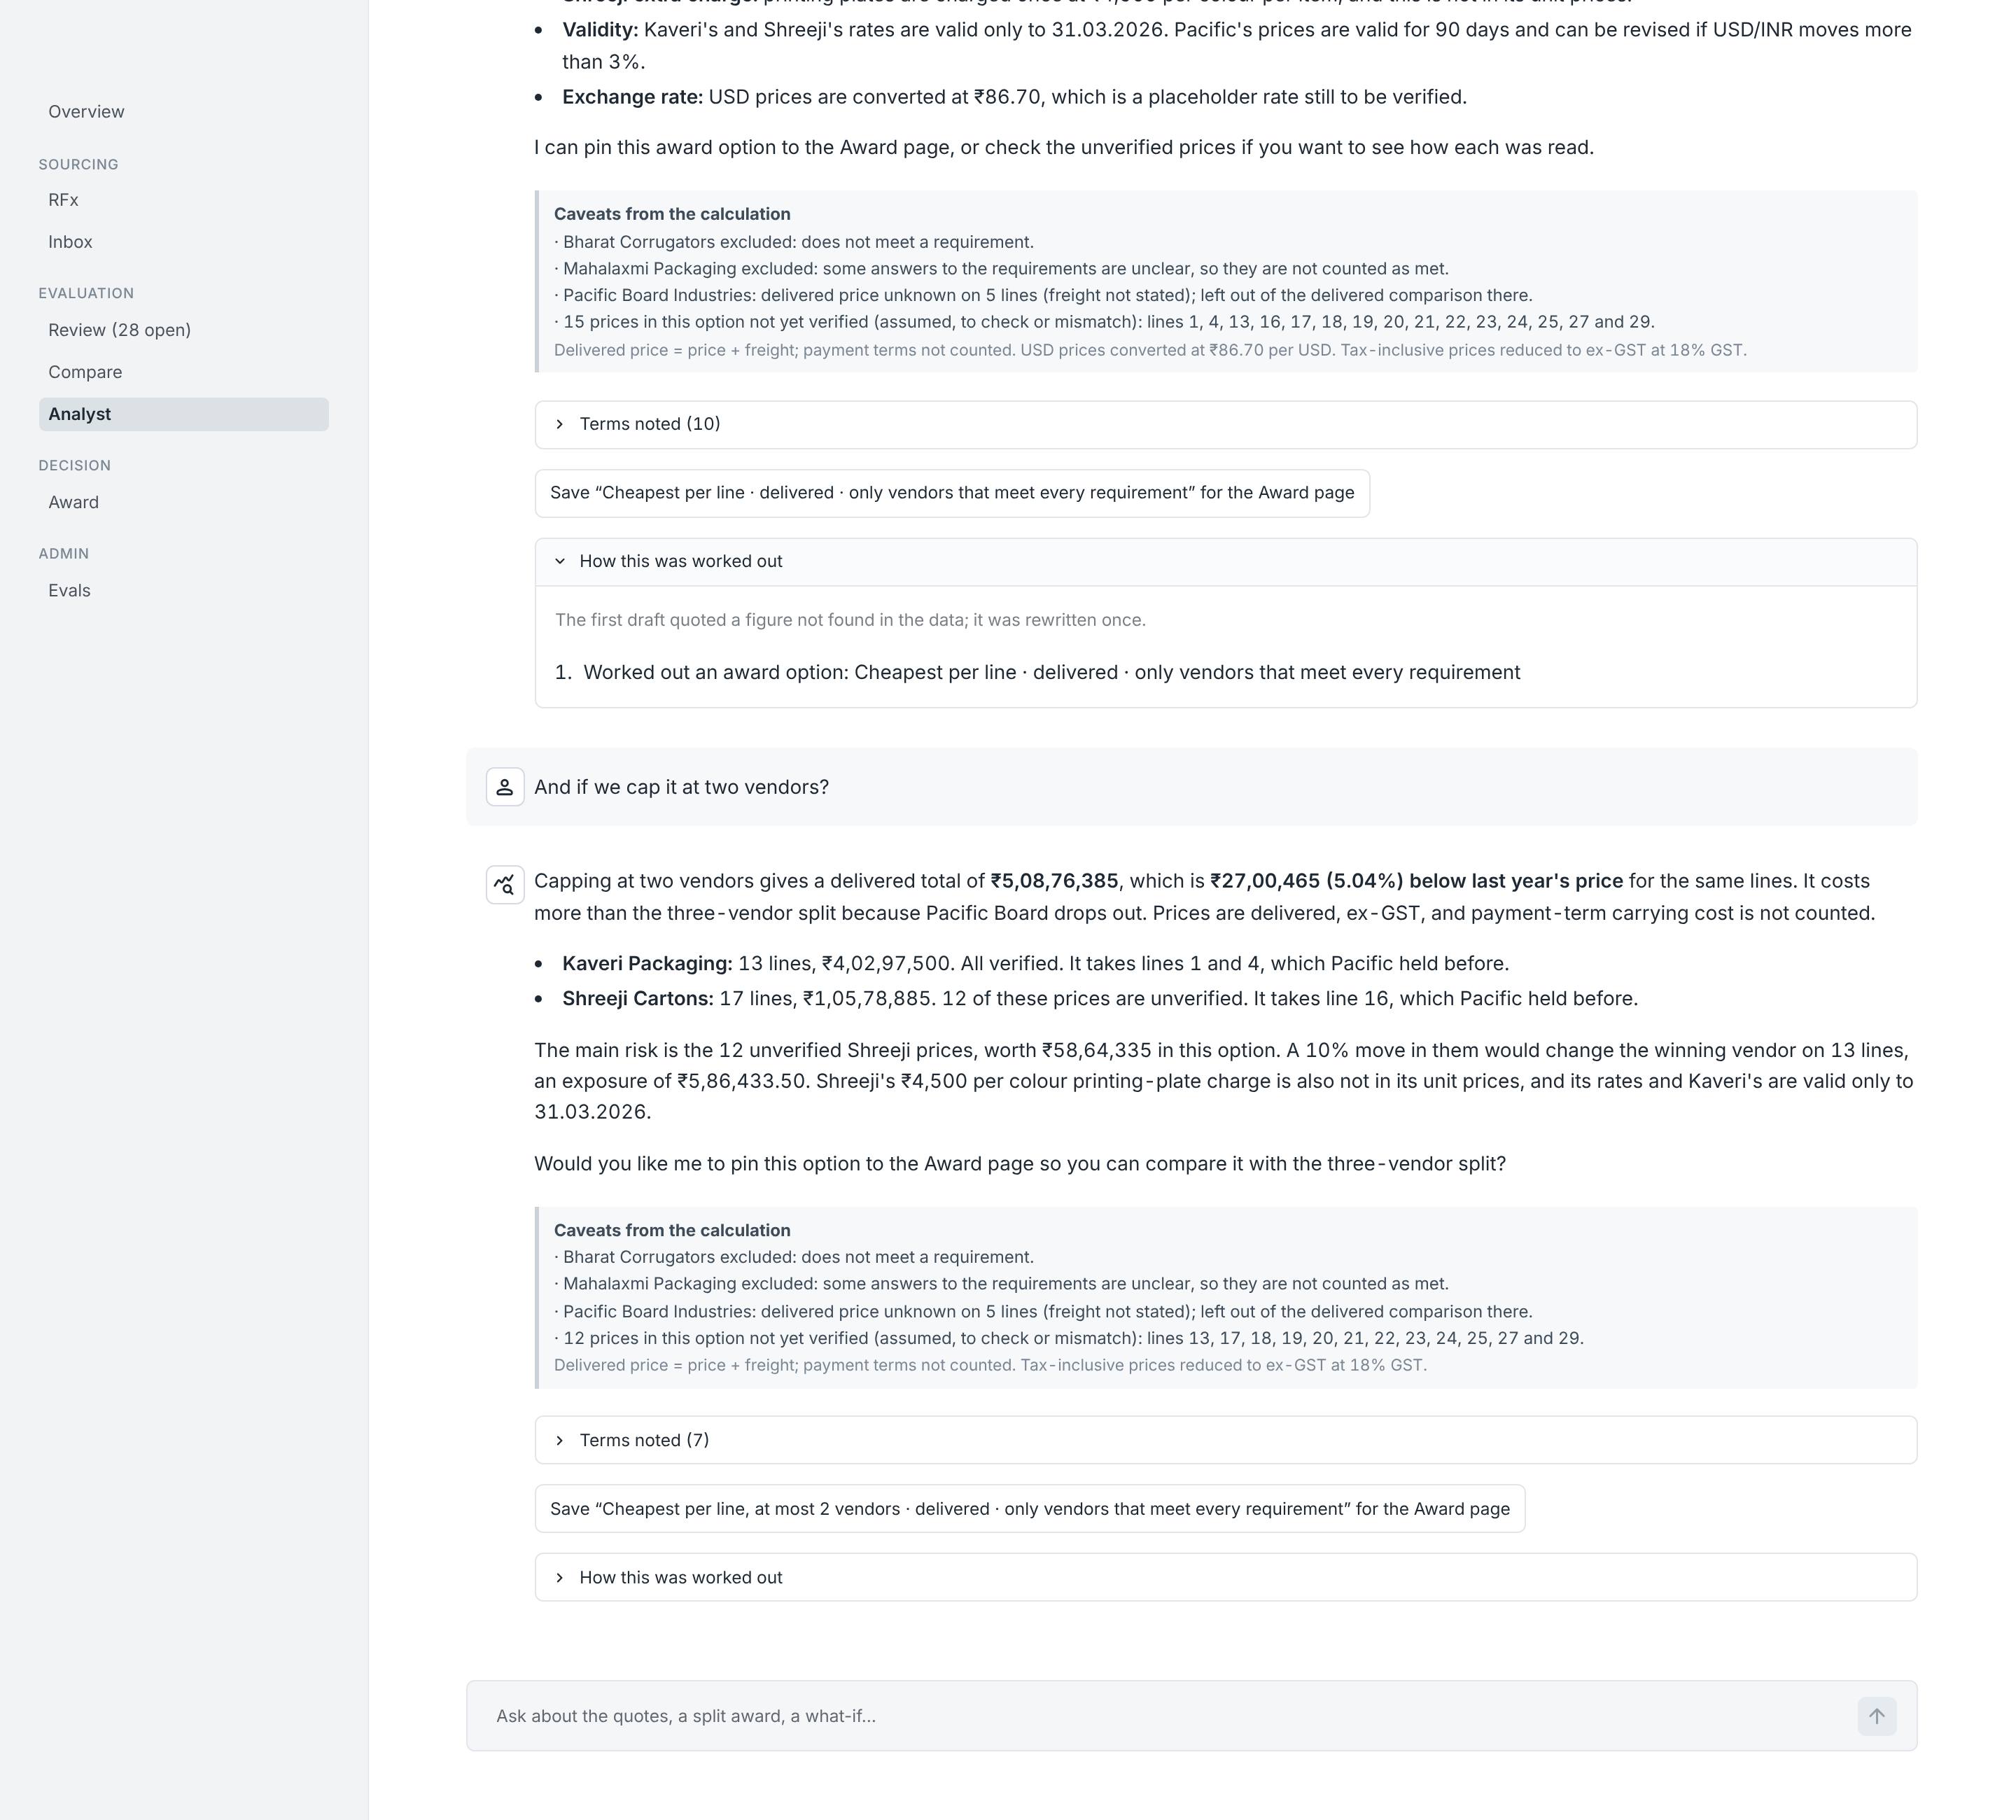 Overview
SOURCING
RFx
Inbox
EVALUATION
Review (28 open)
Compare
Analyst
DECISION
Award
ADMIN
Evals
• Validity: Kaveri's and Shreeji's rates are valid only to 31.03.2026. Pacific's prices are valid for 90 days and can be revised if USD/INR moves more
than 3%.
• Exchange rate: USD prices are converted at ₹86.70, which is a placeholder rate still to be verified.
I can pin this award option to the Award page, or check the unverified prices if you want to see how each was read.
Caveats from the calculation
· Bharat Corrugators excluded: does not meet a requirement.
· Mahalaxmi Packaging excluded: some answers to the requirements are unclear, so they are not counted as met.
· Pacific Board Industries: delivered price unknown on 5 lines (freight not stated); left out of the delivered comparison there.
· 15 prices in this option not yet verified (assumed, to check or mismatch): lines 1, 4, 13, 16, 17, 18, 19, 20, 21, 22, 23, 24, 25, 27 and 29.
Delivered price = price + freight; payment terms not counted. USD prices converted at ₹86.70 per USD. Tax-inclusive prices reduced to ex-GST at 18% GST.
Terms noted (10)
Save “Cheapest per line · delivered · only vendors that meet every requirement” for the Award page
How this was worked out
The first draft quoted a figure not found in the data; it was rewritten once.
1. Worked out an award option: Cheapest per line · delivered · only vendors that meet every requirement
And if we cap it at two vendors?
Capping at two vendors gives a delivered total of ₹5,08,76,385, which is ₹27,00,465 (5.04%) below last year's price for the same lines. It costs
more than the three-vendor split because Pacific Board drops out. Prices are delivered, ex-GST, and payment-term carrying cost is not counted.
• Kaveri Packaging: 13 lines, ₹4,02,97,500. All verified. It takes lines 1 and 4, which Pacific held before.
• Shreeji Cartons: 17 lines, ₹1,05,78,885. 12 of these prices are unverified. It takes line 16, which Pacific held before.
The main risk is the 12 unverified Shreeji prices, worth ₹58,64,335 in this option. A 10% move in them would change the winning vendor on 13 lines,
an exposure of ₹5,86,433.50. Shreeji's ₹4,500 per colour printing-plate charge is also not in its unit prices, and its rates and Kaveri's are valid only to
31.03.2026.
Would you like me to pin this option to the Award page so you can compare it with the three-vendor split?
Caveats from the calculation
· Bharat Corrugators excluded: does not meet a requirement.
· Mahalaxmi Packaging excluded: some answers to the requirements are unclear, so they are not counted as met.
· Pacific Board Industries: delivered price unknown on 5 lines (freight not stated); left out of the delivered comparison there.
· 12 prices in this option not yet verified (assumed, to check or mismatch): lines 13, 17, 18, 19, 20, 21, 22, 23, 24, 25, 27 and 29.
Delivered price = price + freight; payment terms not counted. Tax-inclusive prices reduced to ex-GST at 18% GST.
Terms noted (7)
Save “Cheapest per line, at most 2 vendors · delivered · only vendors that meet every requirement” for the Award page
How this was worked out
Ask about the quotes, a split award, a what-if...